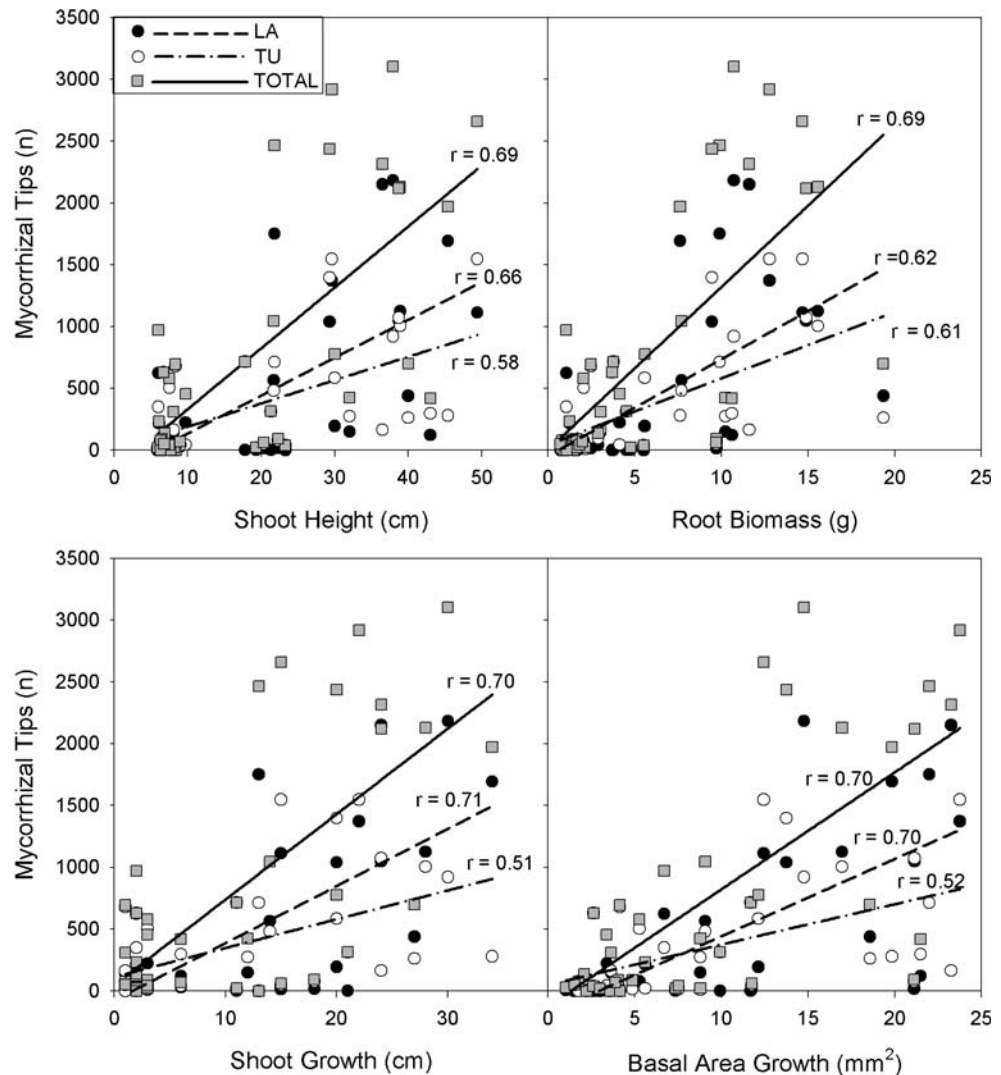 3500
3000
2500
2000
1500
1000
500
0
Mycorrhizal Tips (n)
LA
TU
TOTAL
r = 0.69
r = 0.66
r = 0.58
0 10 20 30 40 50
Shoot Height (cm)
r = 0.69
r =0.62
r = 0.61
0 5 10 15 20 25
Root Biomass (g)
3500
3000
2500
2000
1500
1000
500
0
Mycorrhizal Tips (n)
r = 0.70
r = 0.71
r = 0.51
0 10 20 30
Shoot Growth (cm)
r = 0.70
r = 0.70
r = 0.52
0 5 10 15 20 25
Basal Area Growth (mm²)